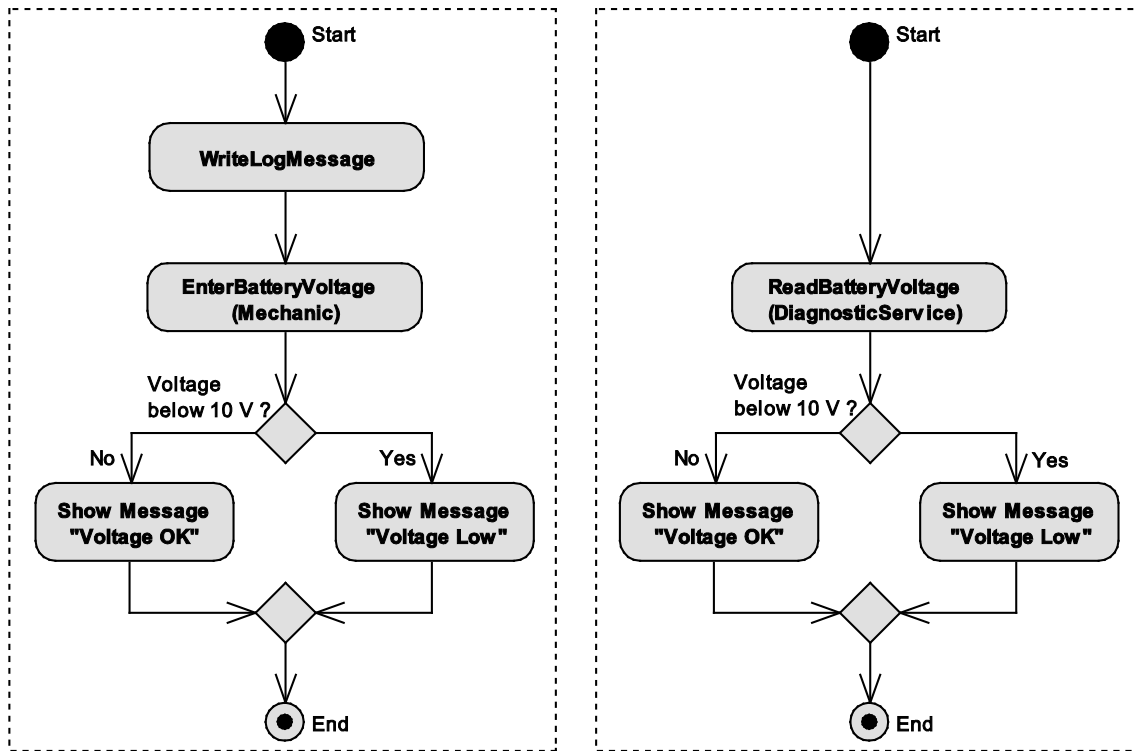 Start
WriteLogMessage
EnterBatteryVoltage
(Mechanic)
Voltage
below 10 V ?
No
Yes
Show Message
"Voltage OK"
Show Message
"Voltage Low"
End
Start
ReadBatteryVoltage
(DiagnosticService)
Voltage
below 10 V ?
No
Yes
Show Message
"Voltage OK"
Show Message
"Voltage Low"
End